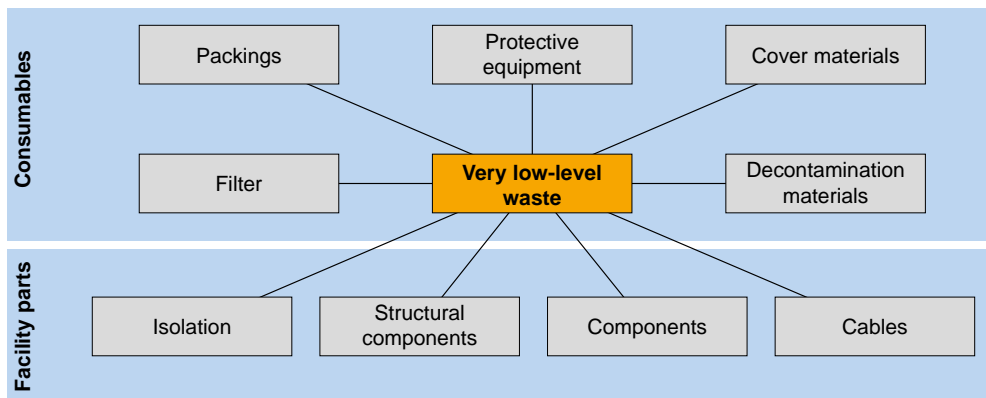 Consumables
Packings
Protective
equipment
Cover materials
Filter
Very low-level
waste
Decontamination
materials
Facility parts
Isolation
Structural
components
Components
Cables